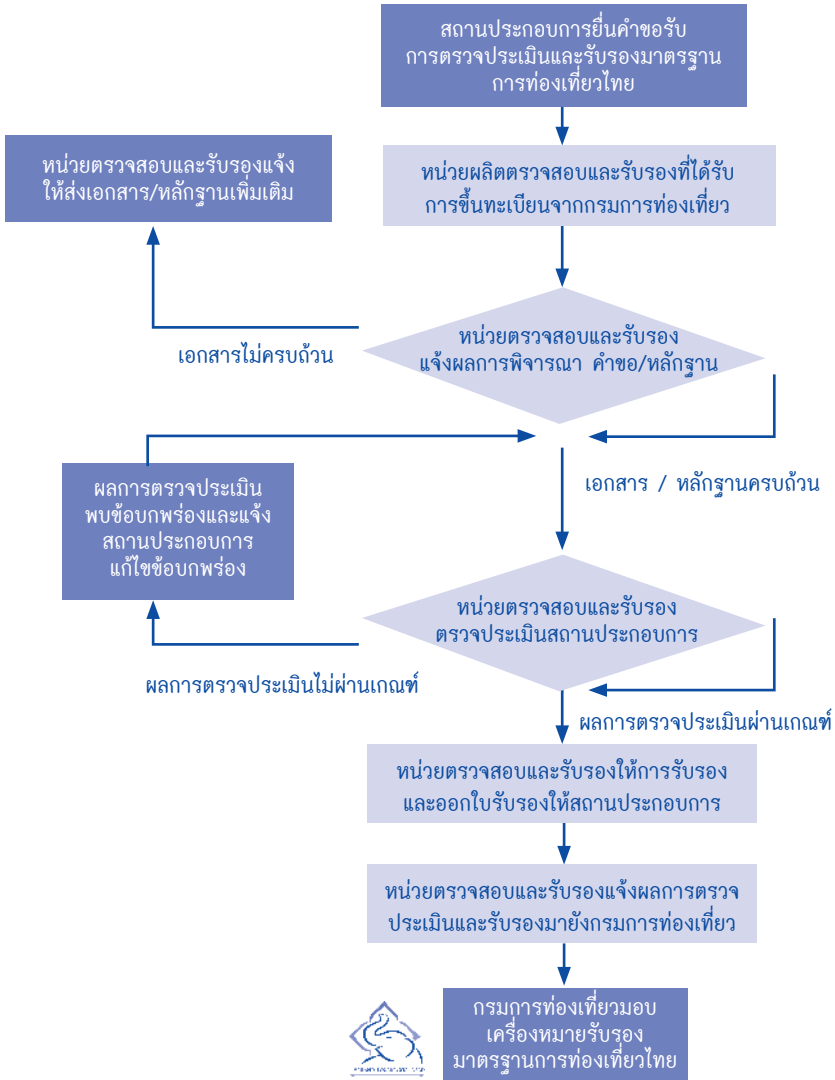 สถานประกอบการยื่นคำขอรับ
การตรวจประเมินและรับรองมาตรฐาน
การท่องเที่ยวไทย
หน่วยตรวจสอบและรับรองแจ้ง
ให้ส่งเอกสาร/หลักฐานเพิ่มเติม
หน่วยผลิตตรวจสอบและรับรองที่ได้รับ
การขึ้นทะเบียนจากกรมการท่องเที่ยว
หน่วยตรวจสอบและรับรอง
แจ้งผลการพิจารณา คำขอ/หลักฐาน
เอกสารไม่ครบถ้วน
เอกสาร / หลักฐานครบถ้วน
ผลการตรวจประเมิน
พบข้อบกพร่องและแจ้ง
สถานประกอบการ
แก้ไขข้อบกพร่อง
หน่วยตรวจสอบและรับรอง
ตรวจประเมินสถานประกอบการ
ผลการตรวจประเมินไม่ผ่านเกณฑ์
ผลการตรวจประเมินผ่านเกณฑ์
หน่วยตรวจสอบและรับรองให้การรับรอง
และออกใบรับรองให้สถานประกอบการ
หน่วยตรวจสอบและรับรองแจ้งผลการตรวจ
ประเมินและรับรองมายังกรมการท่องเที่ยว
กรมการท่องเที่ยวมอบ
เครื่องหมายรับรอง
มาตรฐานการท่องเที่ยวไทย